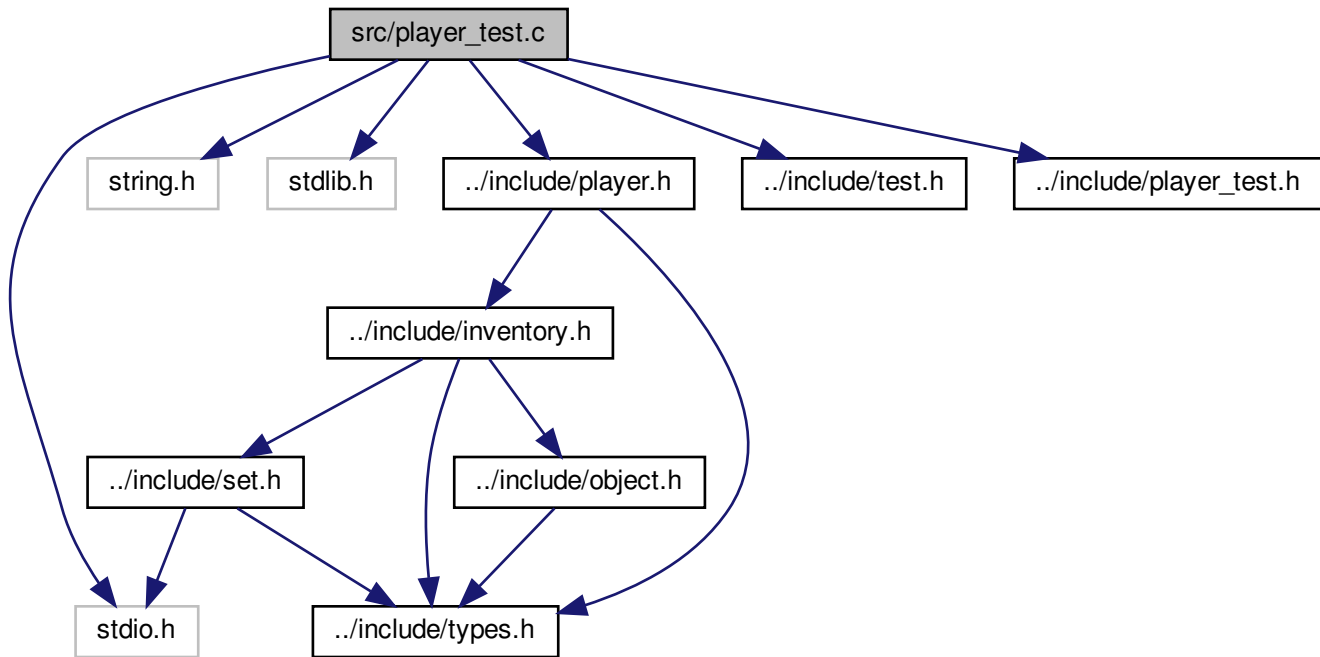 src/player_test.c
string.h
stdlib.h
../include/player.h
../include/test.h
../include/player_test.h
../include/inventory.h
../include/set.h
../include/object.h
stdio.h
../include/types.h